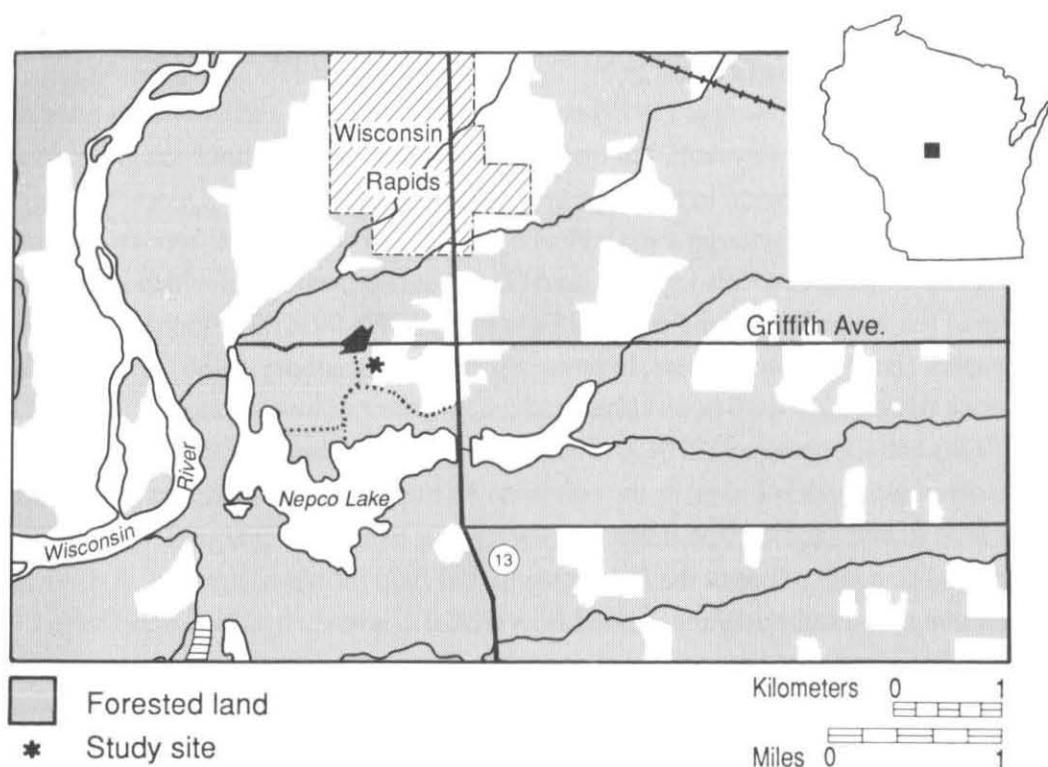 Wisconsin
Rapids
Griffith Ave.
River
Nepco Lake
Wisconsin
13
Forested land
Study site
Kilometers 0 1
Miles 0 1